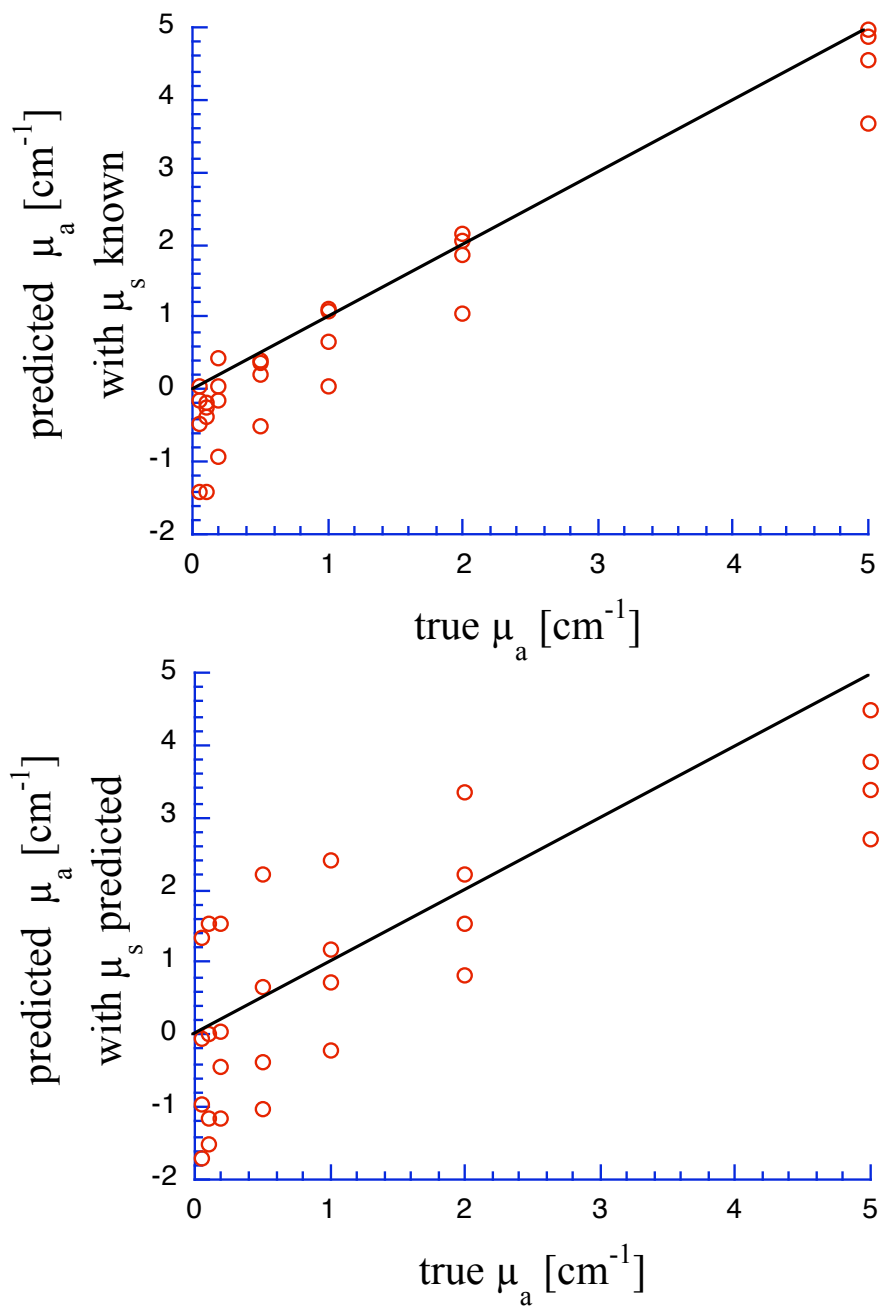 predicted μa [cm-1]
with μs known
5
4
3
2
1
0
-1
-2
0 1 2 3 4 5
true μa [cm-1]
predicted μa [cm-1]
with μs predicted
5
4
3
2
1
0
-1
-2
0 1 2 3 4 5
true μa [cm-1]